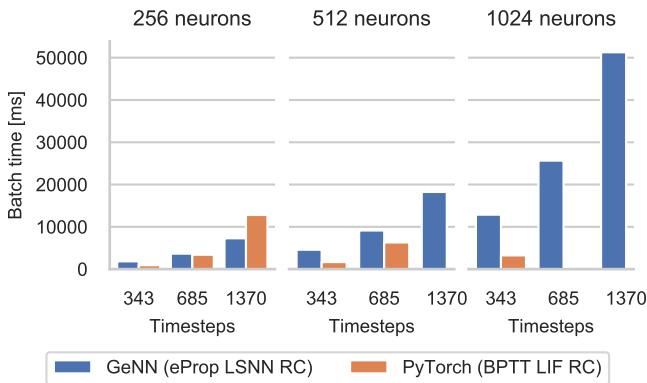 256 neurons 512 neurons 1024 neurons
Batch time [ms]
50000
40000
30000
20000
10000
0
343 685 1370 343 685 1370 343 685 1370
Timesteps Timesteps Timesteps
GeNN (eProp LSNN RC) PyTorch (BPTT LIF RC)